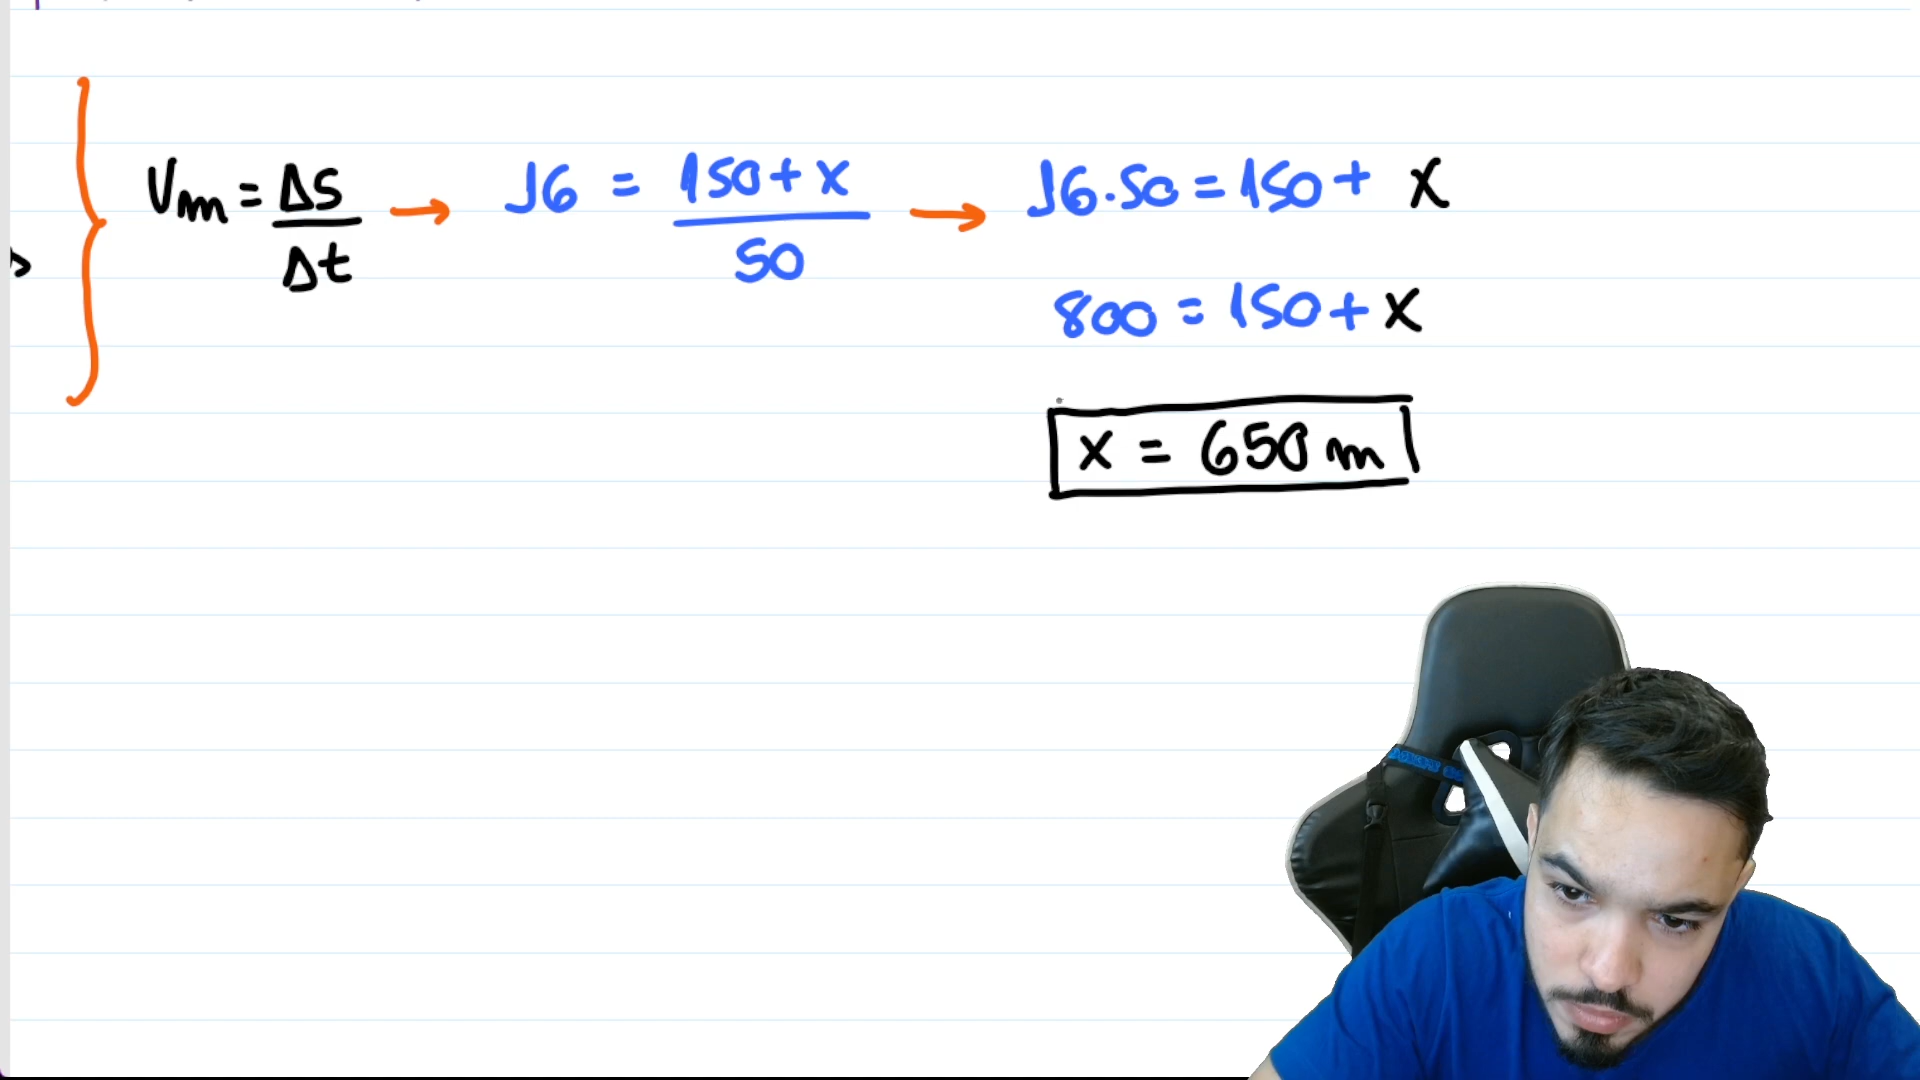 Vm = Δs/Δt → 16 = 150 + x/50 → 16.50 = 150 + x
800 = 150 + x
x = 650 m